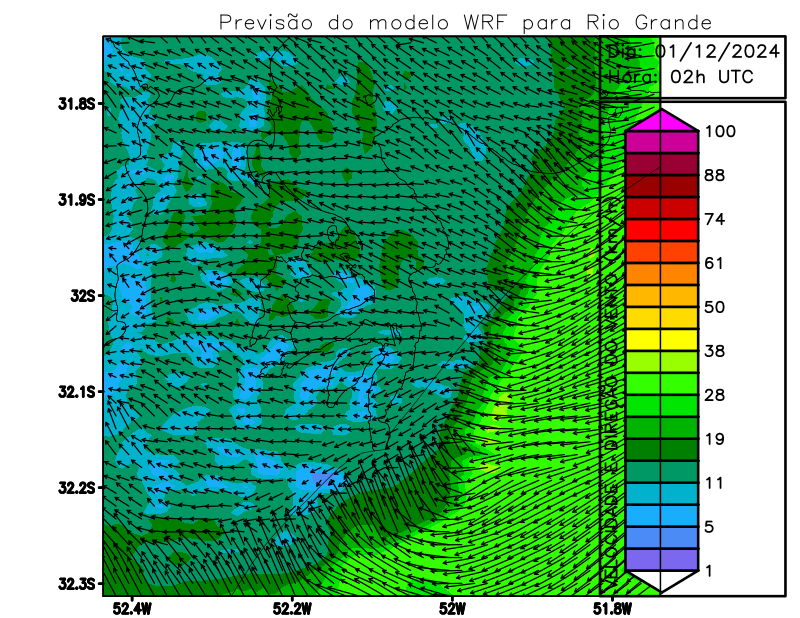 Previsão do modelo WRF para Rio Grande
Dia: 01/12/2024
Hora: 02h UTC
31.8S
31.9S
32S
32.1S
32.2S
32.3S
52.4W
52.2W
52W
51.8W
VELOCIDADE E DIREÇÃO DO VENTO (KM/H)
100
88
74
61
50
38
28
19
11
5
1